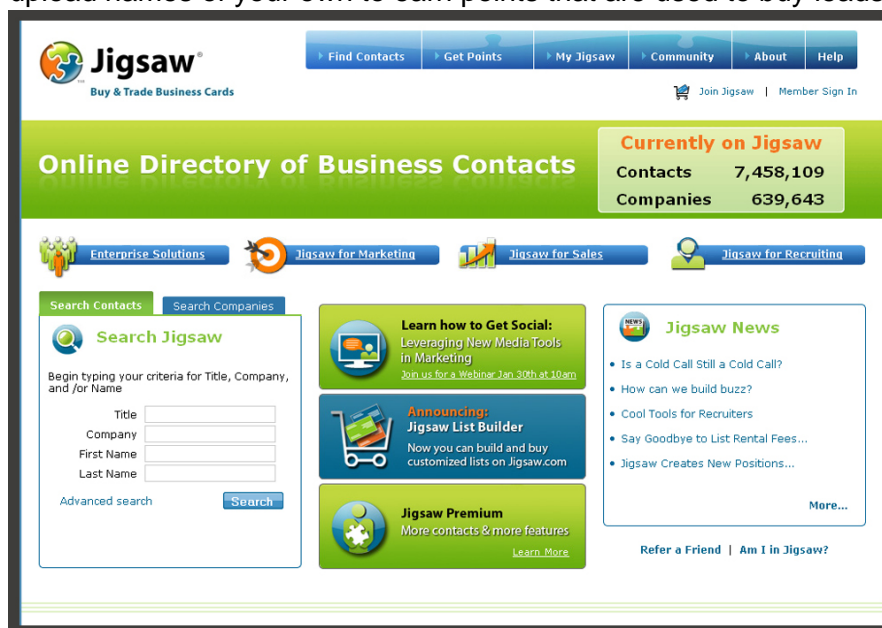 upload names of your own to earn points that are used to buy leads
Jigsaw®
Buy & Trade Business Cards
Find Contacts
Get Points
My Jigsaw
Community
About
Help
Join Jigsaw | Member Sign In
Online Directory of Business Contacts
Currently on Jigsaw
Contacts 7,458,109
Companies 639,643
Enterprise Solutions
Jigsaw for Marketing
Jigsaw for Sales
Jigsaw for Recruiting
Search Contacts
Search Companies
Search Jigsaw
Begin typing your criteria for Title, Company,
and /or Name
Title
Company
First Name
Last Name
Advanced search
Search
Learn how to Get Social:
Leveraging New Media Tools
in Marketing
Join us for a Webinar Jan 30th at 10am
Announcing:
Jigsaw List Builder
Now you can build and buy
customized lists on Jigsaw.com
Jigsaw Premium
More contacts & more features
Learn More
NEWS
Jigsaw News
Is a Cold Call Still a Cold Call?
How can we build buzz?
Cool Tools for Recruiters
Say Goodbye to List Rental Fees...
Jigsaw Creates New Positions...
More...
Refer a Friend | Am I in Jigsaw?